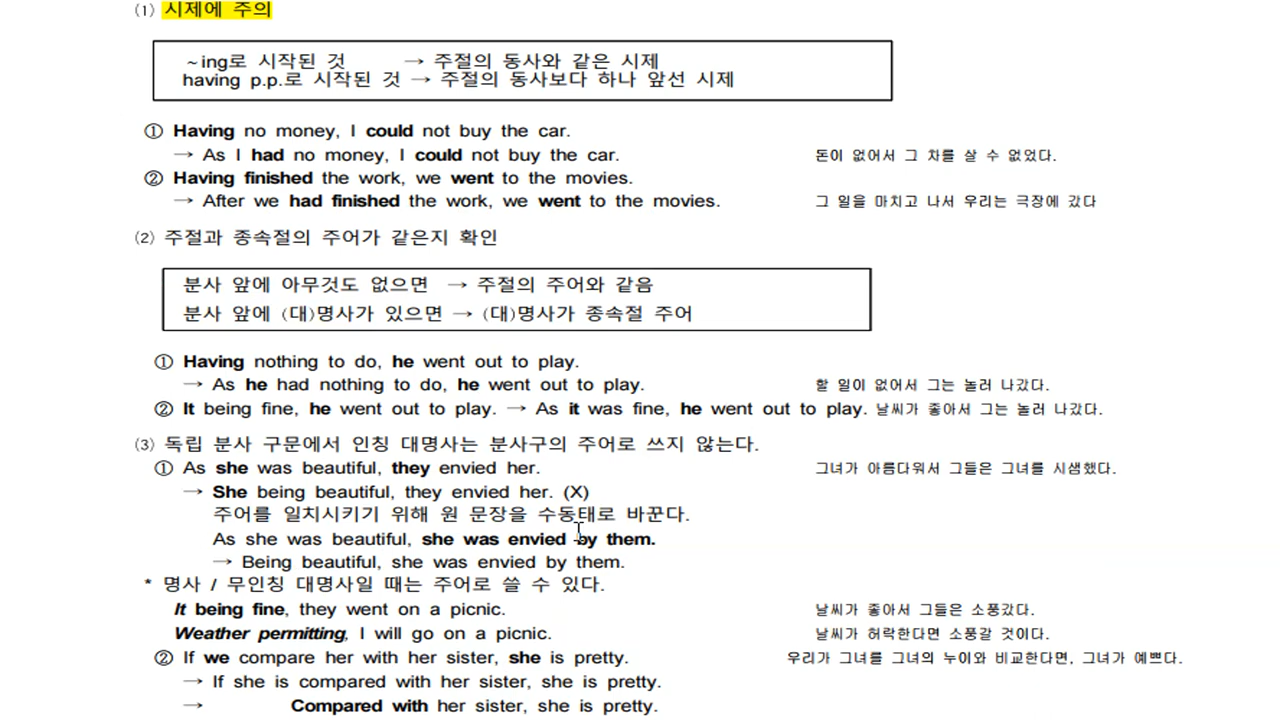 (1) 시제에 주의
~ing로 시작된 것 → 주절의 동사와 같은 시제
having p.p.로 시작된 것 → 주절의 동사보다 하나 앞선 시제
① Having no money, I could not buy the car.
→ As I had no money, I could not buy the car. 돈이 없어서 그 차를 살 수 없었다.
② Having finished the work, we went to the movies.
→ After we had finished the work, we went to the movies. 그 일을 마치고 나서 우리는 극장에 갔다
(2) 주절과 종속절의 주어가 같은지 확인
분사 앞에 아무것도 없으면 → 주절의 주어와 같음
분사 앞에 (대)명사가 있으면 → (대)명사가 종속절 주어
① Having nothing to do, he went out to play.
→ As he had nothing to do, he went out to play. 할 일이 없어서 그는 놀러 나갔다.
② It being fine, he went out to play. → As it was fine, he went out to play. 날씨가 좋아서 그는 놀러 나갔다.
(3) 독립 분사 구문에서 인칭 대명사는 분사구의 주어로 쓰지 않는다.
① As she was beautiful, they envied her. 그녀가 아름다워서 그들은 그녀를 시샘했다.
→ She being beautiful, they envied her. (X)
주어를 일치시키기 위해 원 문장을 수동태로 바꾼다.
As she was beautiful, she was envied by them.
→ Being beautiful, she was envied by them.
* 명사 / 무인칭 대명사일 때는 주어로 쓸 수 있다.
It being fine, they went on a picnic. 날씨가 좋아서 그들은 소풍갔다.
Weather permitting, I will go on a picnic. 날씨가 허락한다면 소풍갈 것이다.
② If we compare her with her sister, she is pretty. 우리가 그녀를 그녀의 누이와 비교한다면, 그녀가 예쁘다.
→ If she is compared with her sister, she is pretty.
→ Compared with her sister, she is pretty.